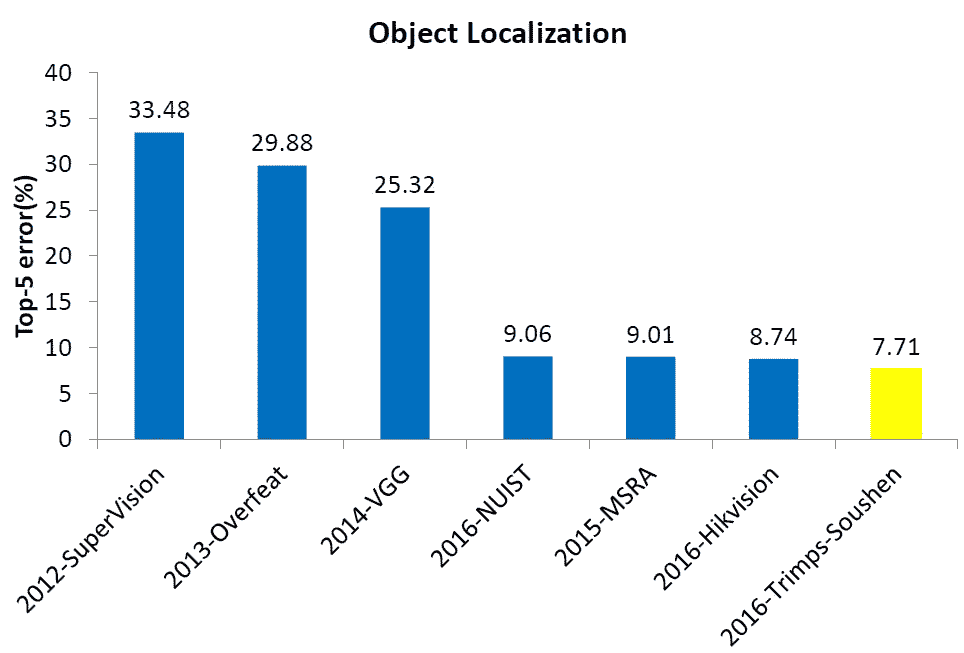 Object Localization
Top-5 error(%)
40
35
30
25
20
15
10
5
0
33.48
29.88
25.32
9.06
9.01
8.74
7.71
2012-SuperVision
2013-Overfeat
2014-VGG
2016-NUIST
2015-MSRA
2016-Hikvision
2016-Trimps-Soushen